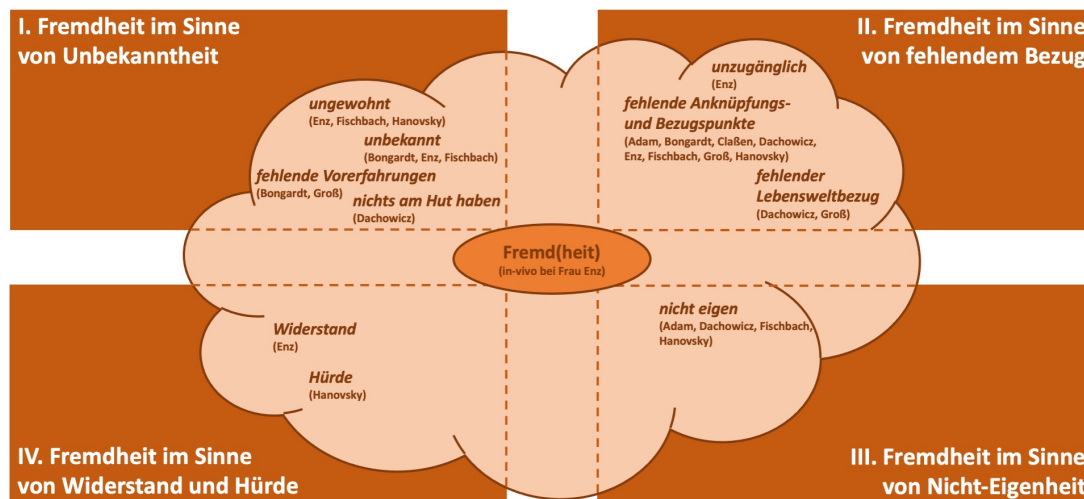 I. Fremdheit im Sinne
von Unbekanntheit
II. Fremdheit im Sinne
von fehlendem Bezug
ungewohnt
(Enz, Fischbach, Hanovsky)
unbekannt
(Bongardt, Enz, Fischbach)
fehlende Vorerfahrungen
(Bongardt, Groß)
nichts am Hut haben
(Dachowicz)
unzugänglich
(Enz)
fehlende Anknüpfungs-
und Bezugspunkte
(Adam, Bongardt, Claßen, Dachowicz,
Enz, Fischbach, Groß, Hanovsky)
fehlender
Lebensweltbezug
(Dachowicz, Groß)
Fremd(heit)
(in-vivo bei Frau Enz)
Widerstand
(Enz)
Hürde
(Hanovsky)
nicht eigen
(Adam, Dachowicz, Fischbach,
Hanovsky)
IV. Fremdheit im Sinne
von Widerstand und Hürde
III. Fremdheit im Sinne
von Nicht-Eigenheit